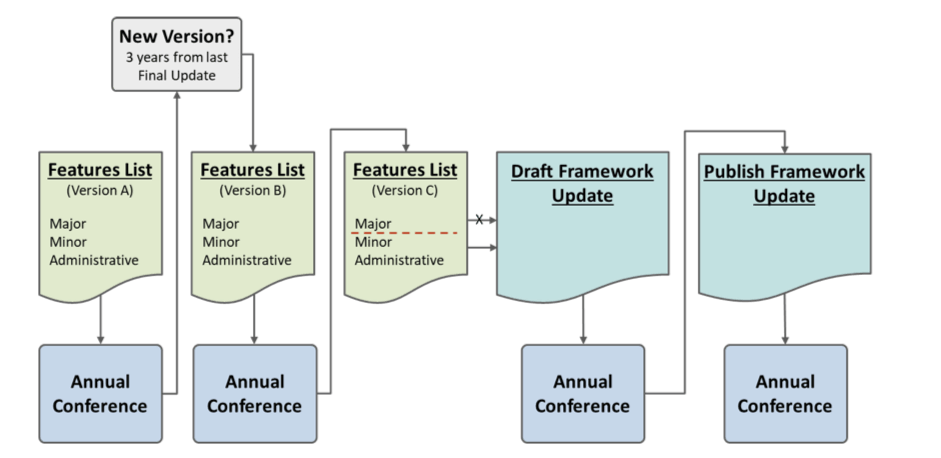 New Version?
3 years from last
Final Update
Features List
(Version A)
Major
Minor
Administrative
Features List
(Version B)
Major
Minor
Administrative
Features List
(Version C)
Major
Minor
Administrative
X
Draft Framework
Update
Publish Framework
Update
Annual
Conference
Annual
Conference
Annual
Conference
Annual
Conference